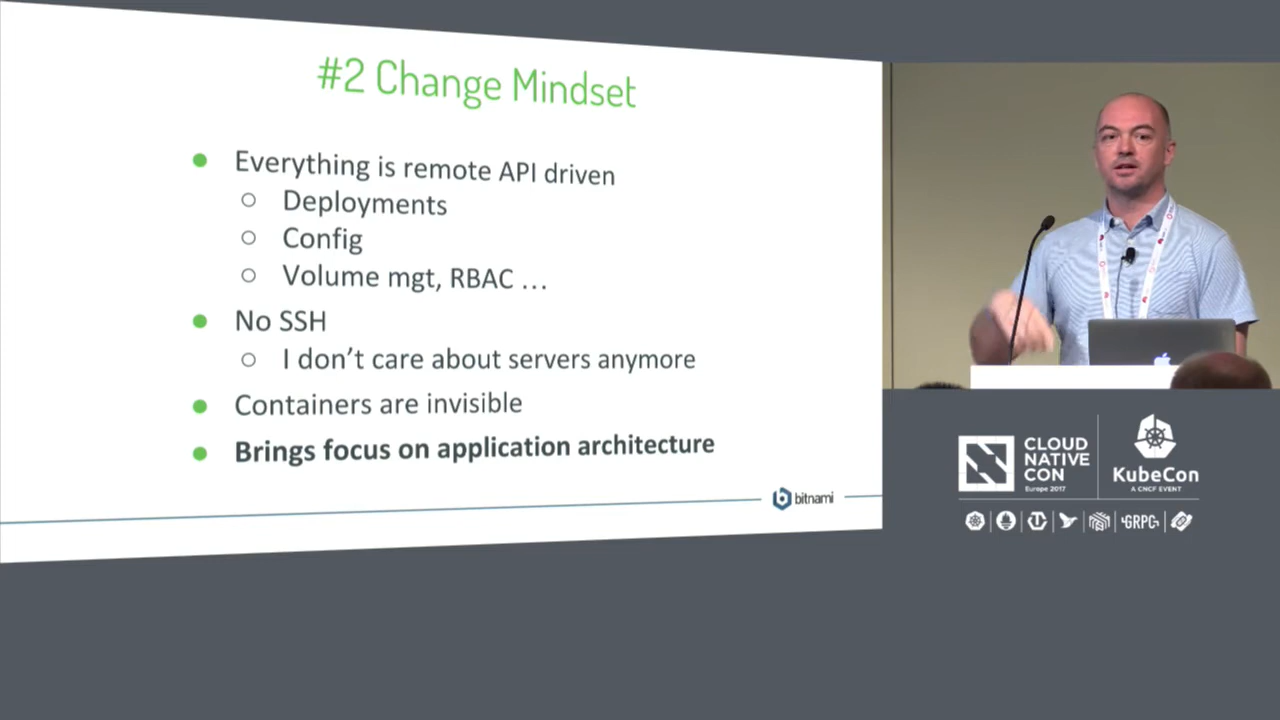 #2 Change Mindset
Everything is remote API driven
Deployments
Config
Volume mgt, RBAC …
No SSH
I don’t care about servers anymore
Containers are invisible
Brings focus on application architecture
bitnami
CLOUD
NATIVE
CON
Europe 2017
KubeCon
A CNCF EVENT
GRPC